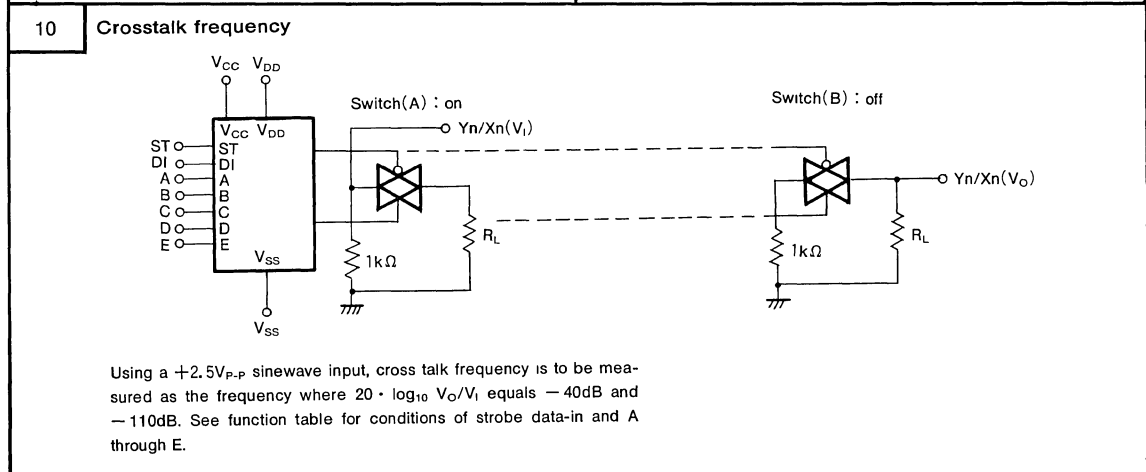 10 Crosstalk frequency
VCC VDD
Switch(A) : on
Switch(B) : off
Yn/Xn(VI)
VCC VDD
ST ST
DI DI
A A
B B
C C
D D
E E
VSS
VSS
RL
1kΩ
Yn/Xn(VO)
RL
1kΩ
Using a +2.5VP-P sinewave input, cross talk frequency is to be mea-
sured as the frequency where 20 · log10 VO/VI equals −40dB and
−110dB. See function table for conditions of strobe data-in and A
through E.